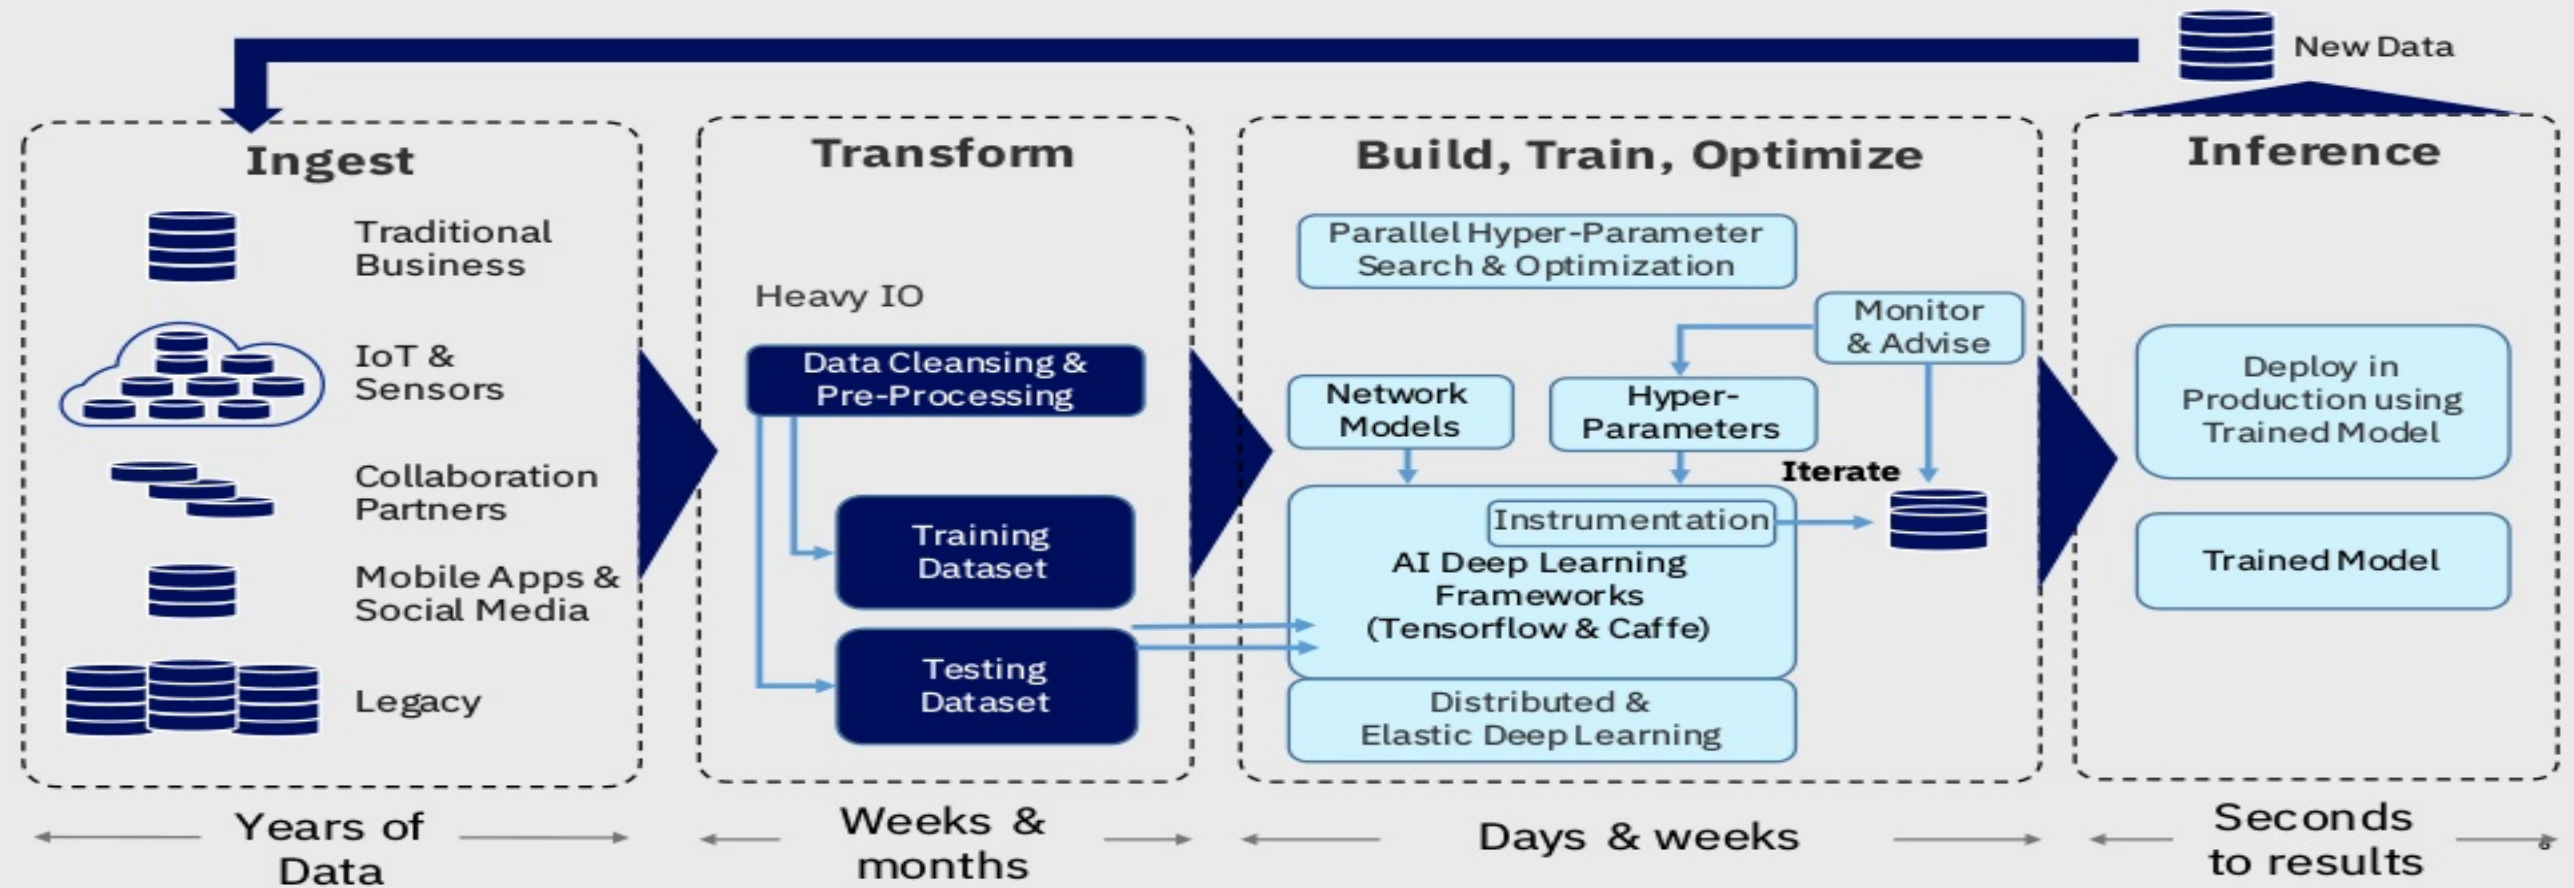 New Data
Ingest
Traditional
Business
IoT &
Sensors
Collaboration
Partners
Mobile Apps &
Social Media
Legacy
Years of
Data
Transform
Heavy IO
Data Cleansing &
Pre-Processing
Training
Dataset
Testing
Dataset
Weeks &
months
Build, Train, Optimize
Parallel Hyper-Parameter
Search & Optimization
Monitor
& Advise
Network
Models
Hyper-
Parameters
Iterate
Instrumentation
AI Deep Learning
Frameworks
(Tensorflow & Caffe)
Distributed &
Elastic Deep Learning
Days & weeks
Inference
Deploy in
Production using
Trained Model
Trained Model
Seconds
to results